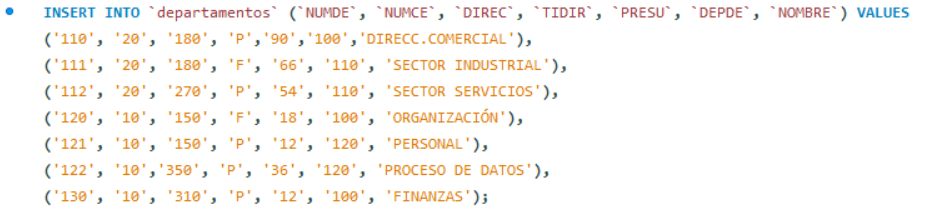 INSERT INTO `departamentos` (`NUMDE`, `NUMCE`, `DIREC`, `TIDIR`, `PRESU`, `DEPDE`, `NOMBRE`) VALUES
('110', '20', '180', 'P','90','100','DIRECC.COMERCIAL'),
('111', '20', '180', 'F', '66', '110', 'SECTOR INDUSTRIAL'),
('112', '20', '270', 'P', '54', '110', 'SECTOR SERVICIOS'),
('120', '10', '150', 'F', '18', '100', 'ORGANIZACIÓN'),
('121', '10', '150', 'P', '12', '120', 'PERSONAL'),
('122', '10','350', 'P', '36', '120', 'PROCESO DE DATOS'),
('130', '10', '310', 'P', '12', '100', 'FINANZAS');